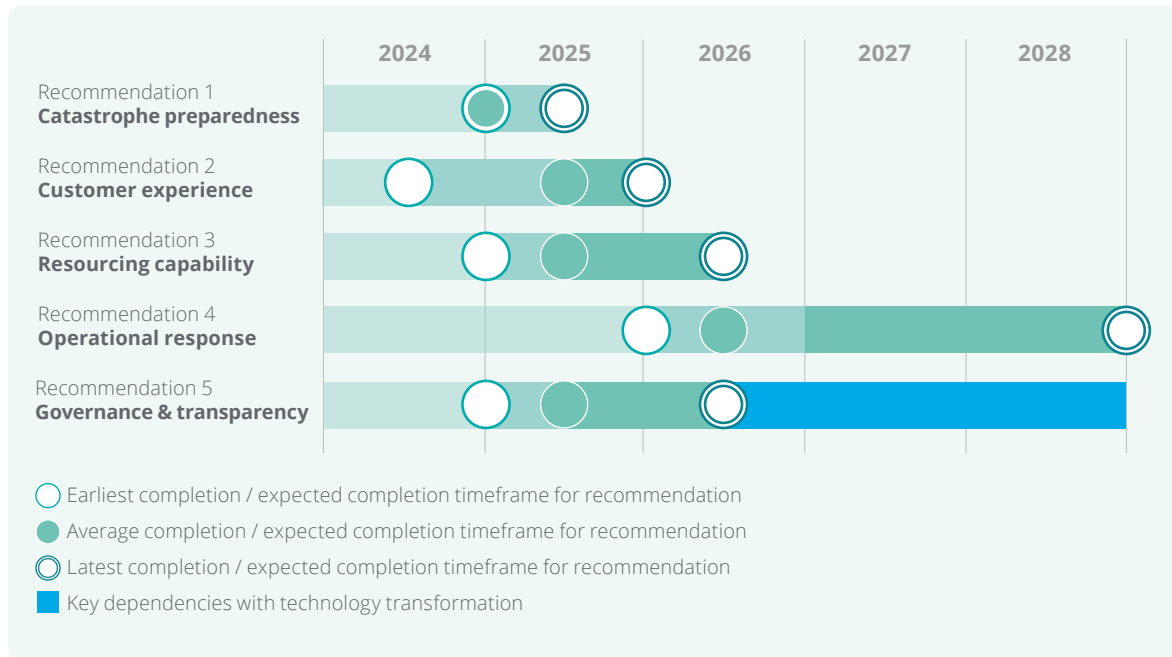 2024 2025 2026 2027 2028
Recommendation 1
Catastrophe preparedness
Recommendation 2
Customer experience
Recommendation 3
Resourcing capability
Recommendation 4
Operational response
Recommendation 5
Governance & transparency
Earliest completion / expected completion timeframe for recommendation
Average completion / expected completion timeframe for recommendation
Latest completion / expected completion timeframe for recommendation
Key dependencies with technology transformation